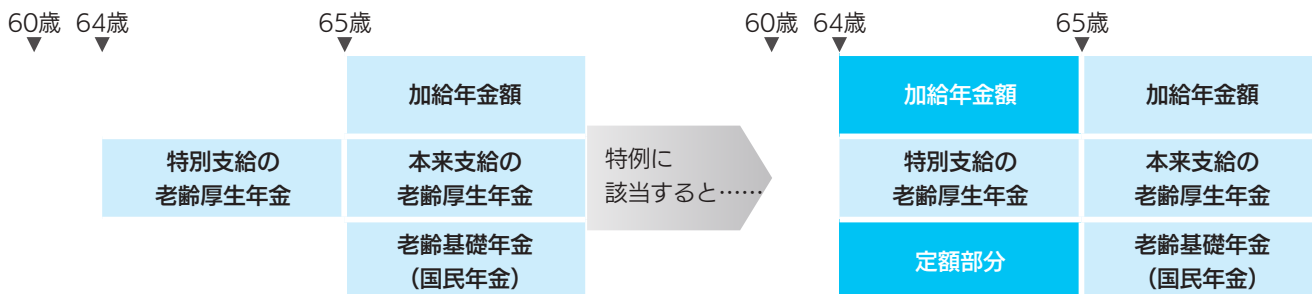 60歳 64歳 65歳
加給年金額
特別支給の
老齢厚生年金
本来支給の
老齢厚生年金
老齢基礎年金
（国民年金）
特例に
該当すると……
60歳 64歳 65歳
加給年金額
加給年金額
特別支給の
老齢厚生年金
本来支給の
老齢厚生年金
定額部分
老齢基礎年金
（国民年金）